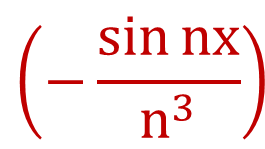 (− sin nx / n³)